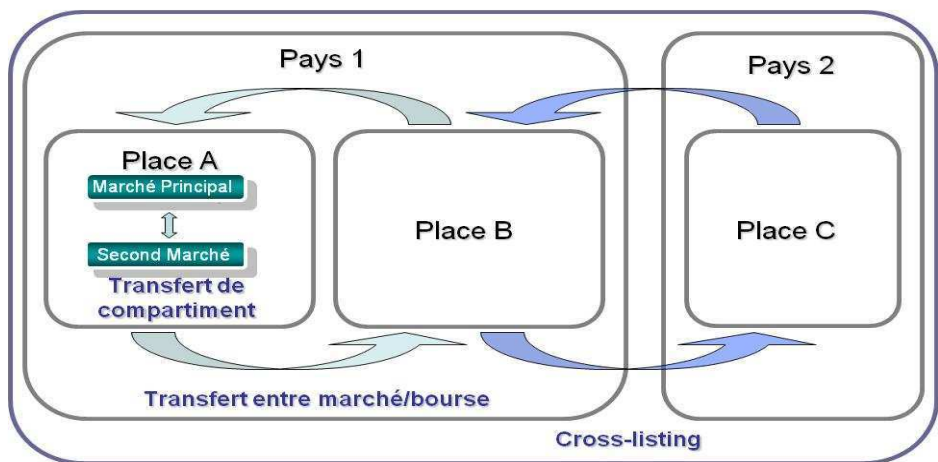 Pays 1
Pays 2
Place A
Marché Principal
Second Marché
Transfert de
compartiment
Place B
Place C
Transfert entre marché/bourse
Cross-listing